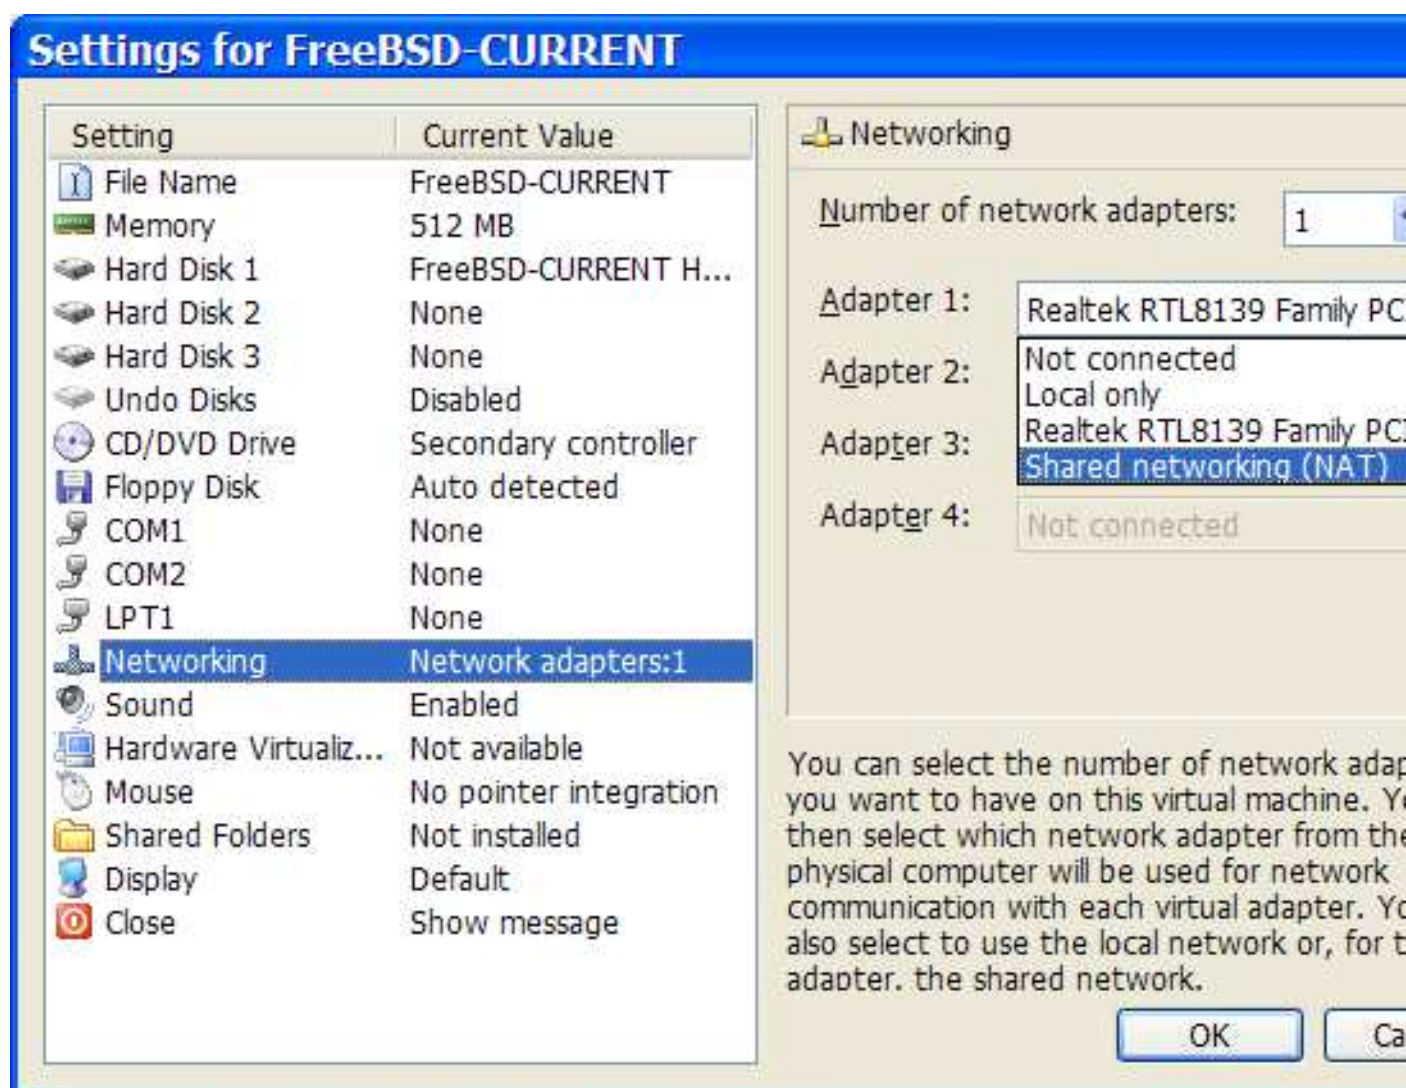 Settings for FreeBSD-CURRENT
Setting Current Value
File Name FreeBSD-CURRENT
Memory 512 MB
Hard Disk 1 FreeBSD-CURRENT H...
Hard Disk 2 None
Hard Disk 3 None
Undo Disks Disabled
CD/DVD Drive Secondary controller
Floppy Disk Auto detected
COM1 None
COM2 None
LPT1 None
Networking Network adapters:1
Sound Enabled
Hardware Virtualiz... Not available
Mouse No pointer integration
Shared Folders Not installed
Display Default
Close Show message
Networking
Number of network adapters: 1
Adapter 1: Realtek RTL8139 Family PC
Not connected
Adapter 2:
Local only
Realtek RTL8139 Family PCI
Adapter 3:
Shared networking (NAT)
Adapter 4: Not connected
You can select the number of network adap
you want to have on this virtual machine. Yo
then select which network adapter from the
physical computer will be used for network
communication with each virtual adapter. Yo
also select to use the local network or, for t
adapter, the shared network.
OK Ca